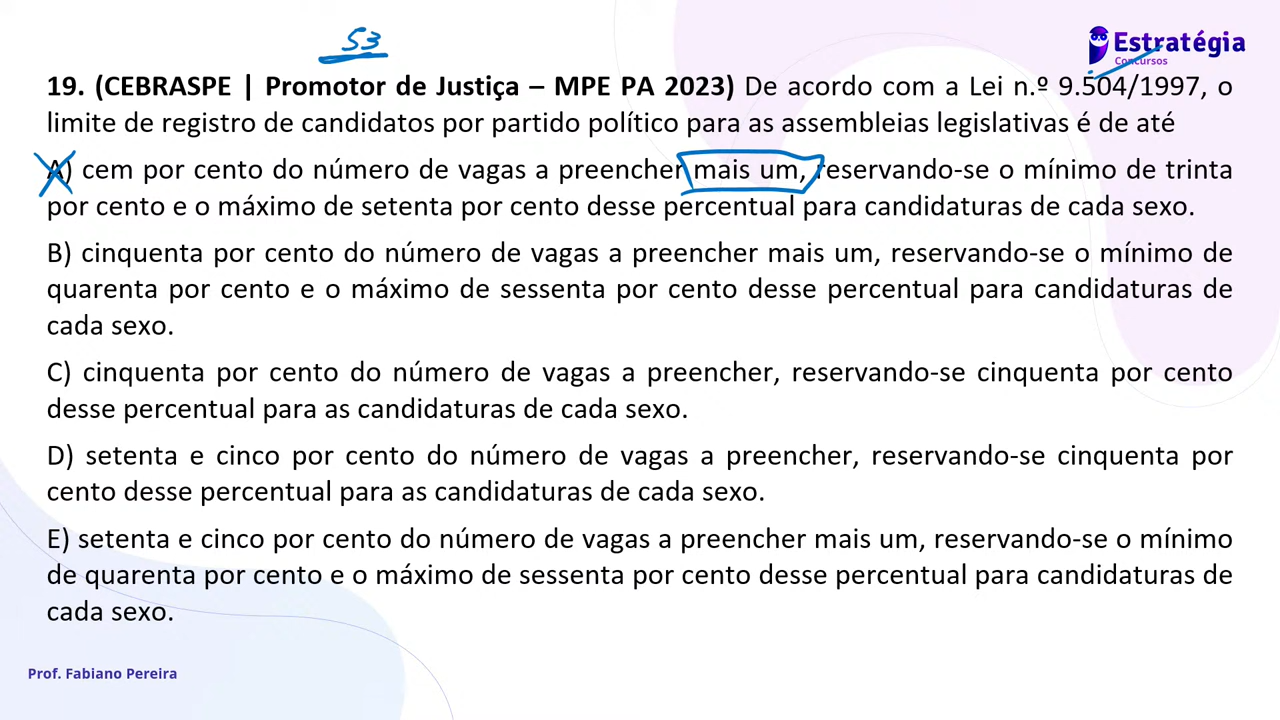 53
Estratégia
Concursos
19. (CEBRASPE | Promotor de Justiça – MPE PA 2023) De acordo com a Lei n.º 9.504/1997, o
limite de registro de candidatos por partido político para as assembleias legislativas é de até
A) cem por cento do número de vagas a preencher mais um, reservando-se o mínimo de trinta
por cento e o máximo de setenta por cento desse percentual para candidaturas de cada sexo.
B) cinquenta por cento do número de vagas a preencher mais um, reservando-se o mínimo de
quarenta por cento e o máximo de sessenta por cento desse percentual para candidaturas de
cada sexo.
C) cinquenta por cento do número de vagas a preencher, reservando-se cinquenta por cento
desse percentual para as candidaturas de cada sexo.
D) setenta e cinco por cento do número de vagas a preencher, reservando-se cinquenta por
cento desse percentual para as candidaturas de cada sexo.
E) setenta e cinco por cento do número de vagas a preencher mais um, reservando-se o mínimo
de quarenta por cento e o máximo de sessenta por cento desse percentual para candidaturas de
cada sexo.
Prof. Fabiano Pereira